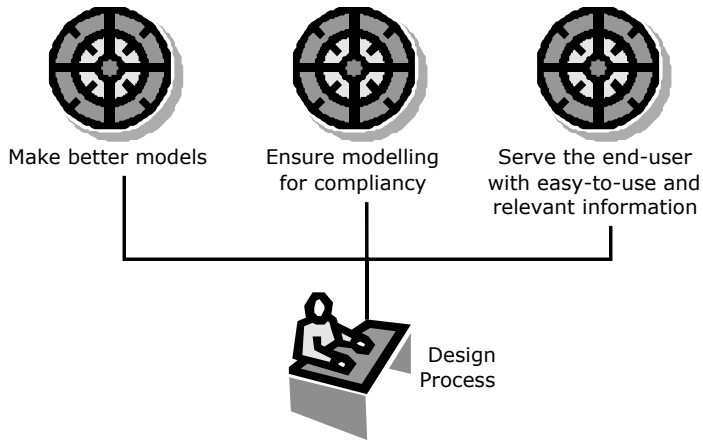 Make better models
Ensure modelling
for compliancy
Serve the end-user
with easy-to-use and
relevant information
Design
Process